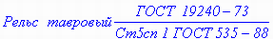 Рельс тавровый
ГОСТ 19240-73
Ст5сп 1 ГОСТ 535-88